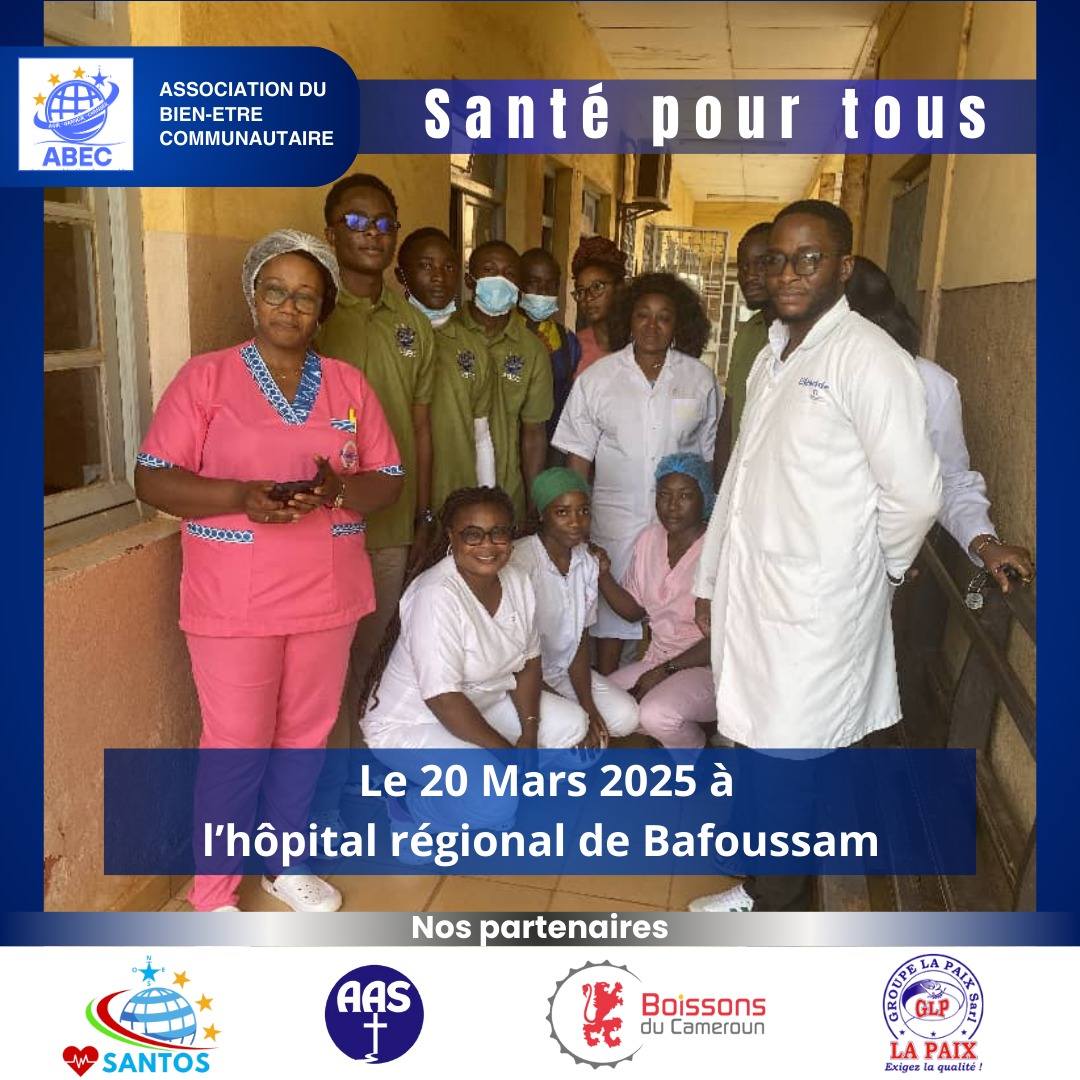 ASSOCIATION DU
BIEN-ETRE
COMMUNAUTAIRE
ABEC
Santé pour tous
Le 20 Mars 2025 à
l’hôpital régional de Bafoussam
Nos partenaires
N
O
E
S
SANTOS
AAS
Boissons
du Cameroun
GROUPE LA PAIX Sarl
GLP
LA PAIX
Exigez la qualité !